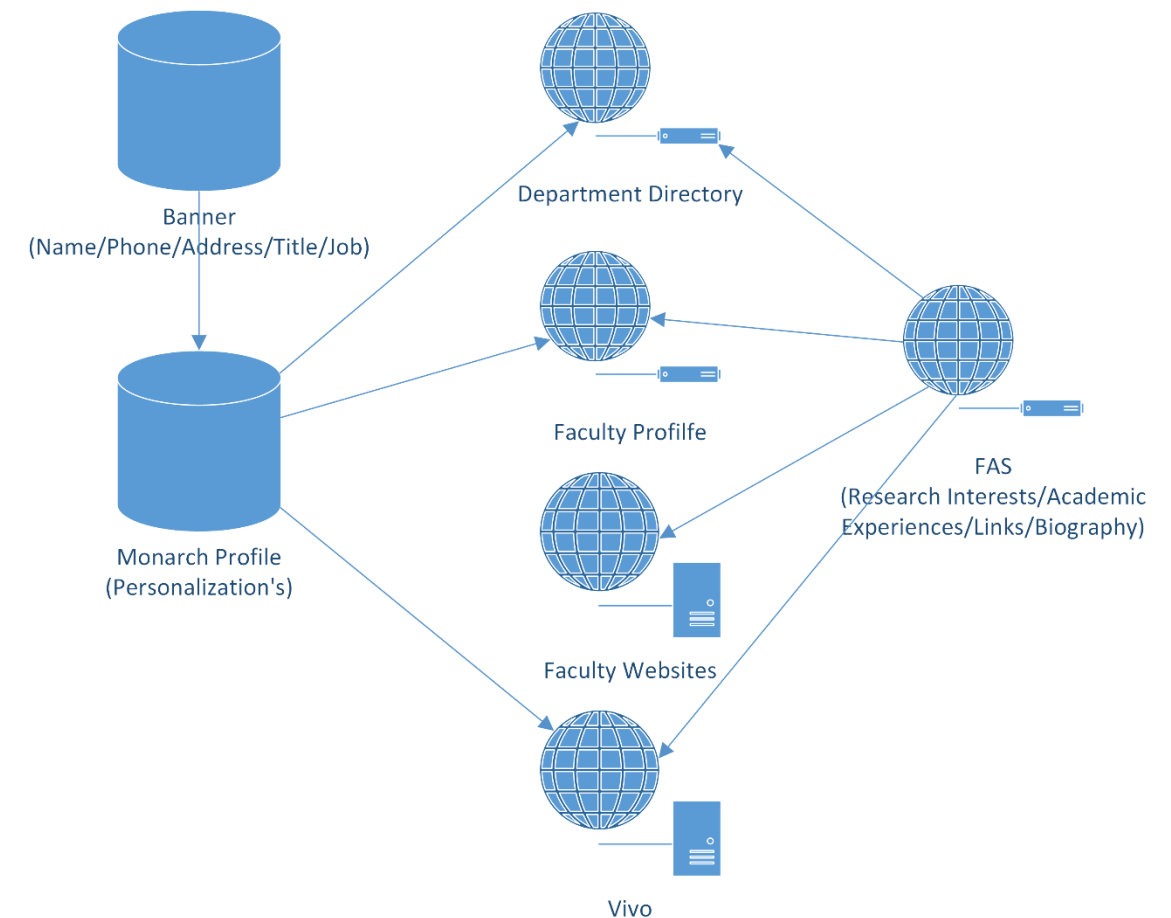 Department Directory
Banner
(Name/Phone/Address/Title/Job)
Faculty Profilfe
FAS
(Research Interests/Academic
Experiences/Links/Biography)
Monarch Profile
(Personalization's)
Faculty Websites
Vivo